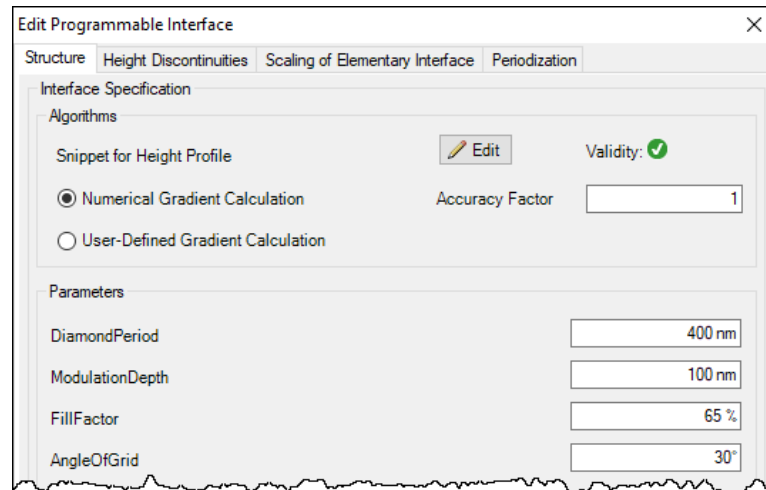 Edit Programmable Interface
Structure Height Discontinuities Scaling of Elementary Interface Periodization
Interface Specification
Algorithms
Snippet for Height Profile Edit Validity:
Numerical Gradient Calculation Accuracy Factor 1
User-Defined Gradient Calculation
Parameters
DiamondPeriod 400 nm
ModulationDepth 100 nm
FillFactor 65 %
AngleOfGrid 30°